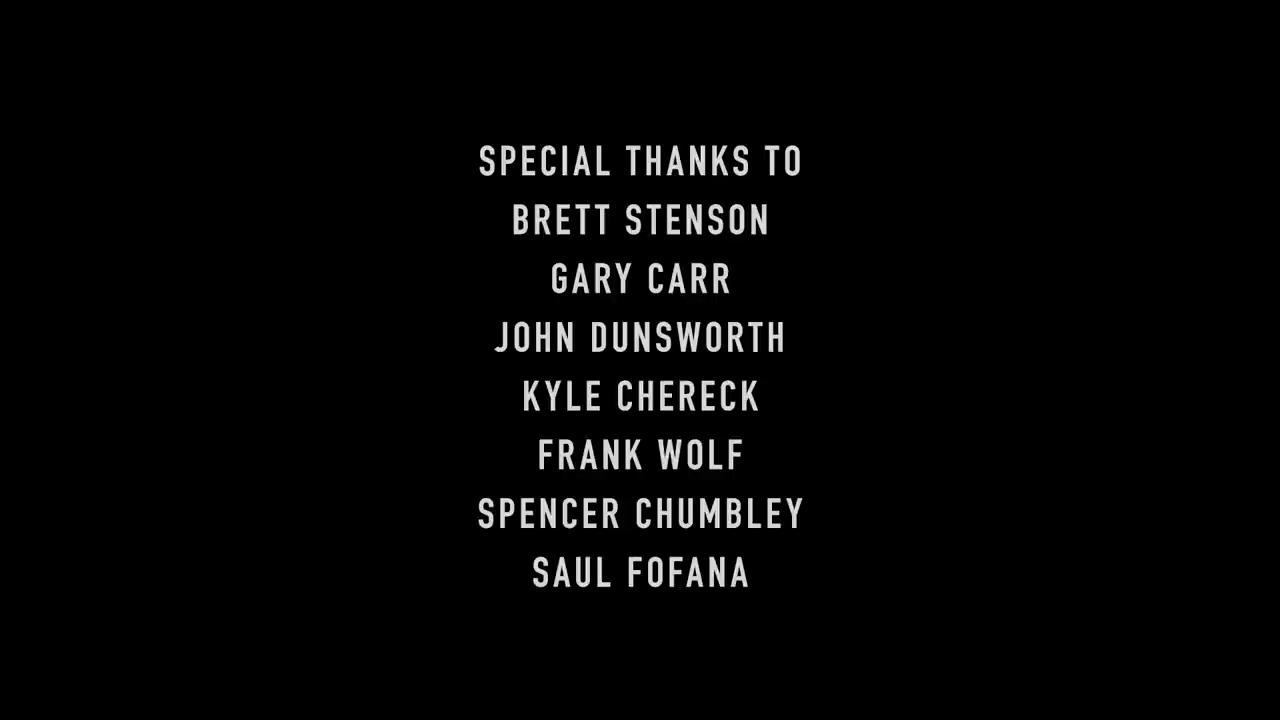 SPECIAL THANKS TO
BRETT STENSON
GARY CARR
JOHN DUNSWORTH
KYLE CHERECK
FRANK WOLF
SPENCER CHUMBLEY
SAUL FOFANA